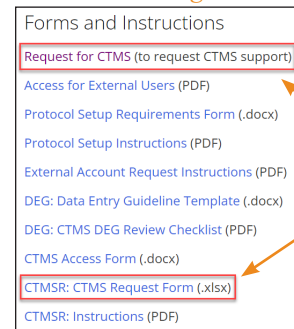 Forms and Instructions
Request for CTMS (to request CTMS support)
Access for External Users (PDF)
Protocol Setup Requirements Form (.docx)
Protocol Setup Instructions (PDF)
External Account Request Instructions (PDF)
DEG: Data Entry Guideline Template (.docx)
DEG: CTMS DEG Review Checklist (PDF)
CTMS Access Form (.docx)
CTMSR: CTMS Request Form (.xlsx)
CTMSR: Instructions (PDF)